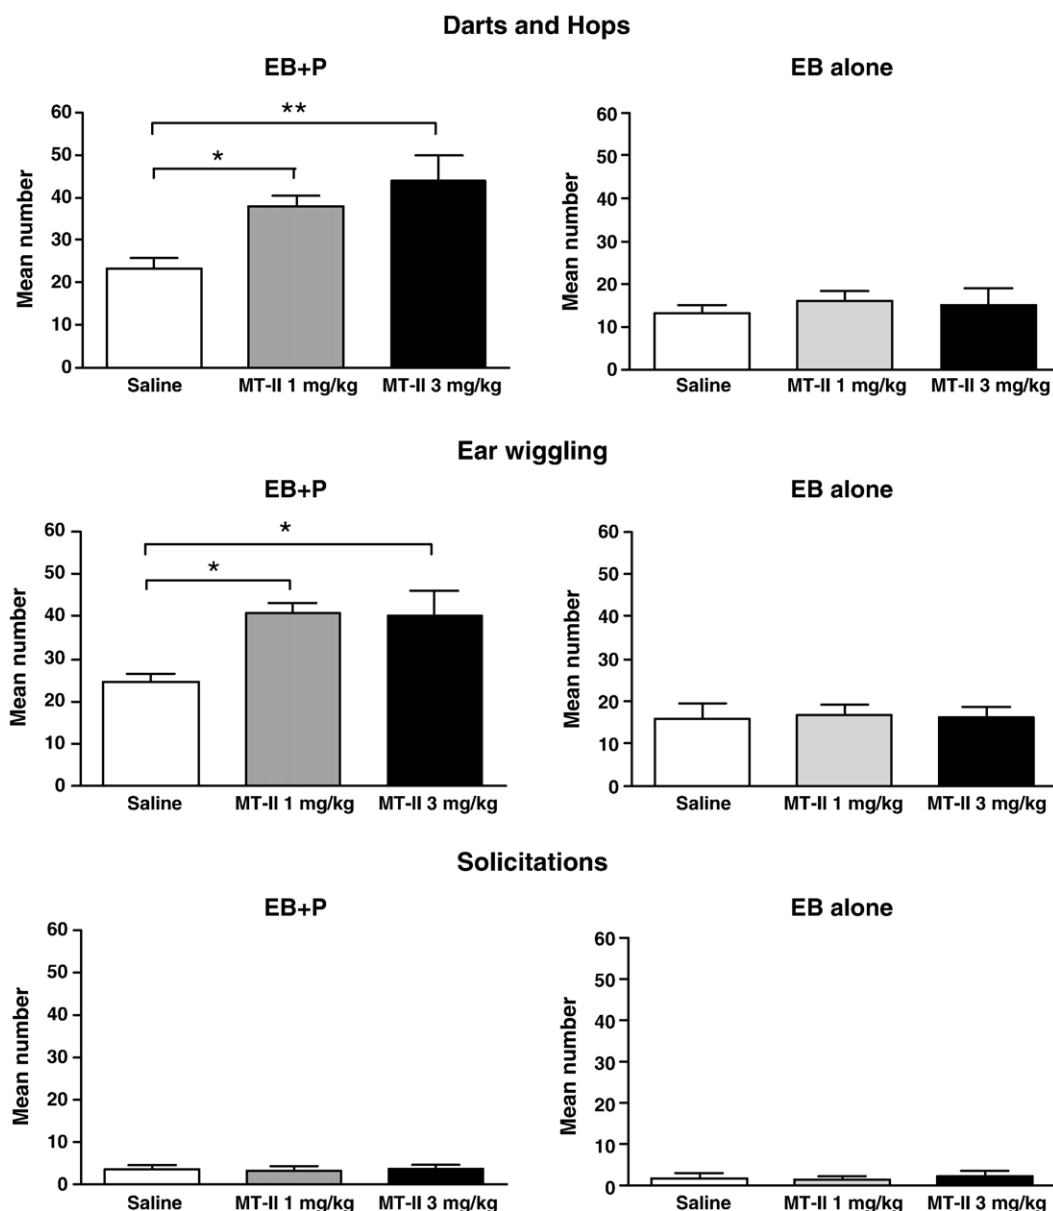 Darts and Hops
EB+P
EB alone
Mean number
60
50
40
30
20
10
0
**
*
Saline
MT-II 1 mg/kg
MT-II 3 mg/kg
Mean number
60
50
40
30
20
10
0
Saline
MT-II 1 mg/kg
MT-II 3 mg/kg
Ear wiggling
EB+P
EB alone
Mean number
60
50
40
30
20
10
0
*
*
Saline
MT-II 1 mg/kg
MT-II 3 mg/kg
Mean number
60
50
40
30
20
10
0
Saline
MT-II 1 mg/kg
MT-II 3 mg/kg
Solicitations
EB+P
EB alone
Mean number
60
50
40
30
20
10
0
Saline
MT-II 1 mg/kg
MT-II 3 mg/kg
Mean number
60
50
40
30
20
10
0
Saline
MT-II 1 mg/kg
MT-II 3 mg/kg